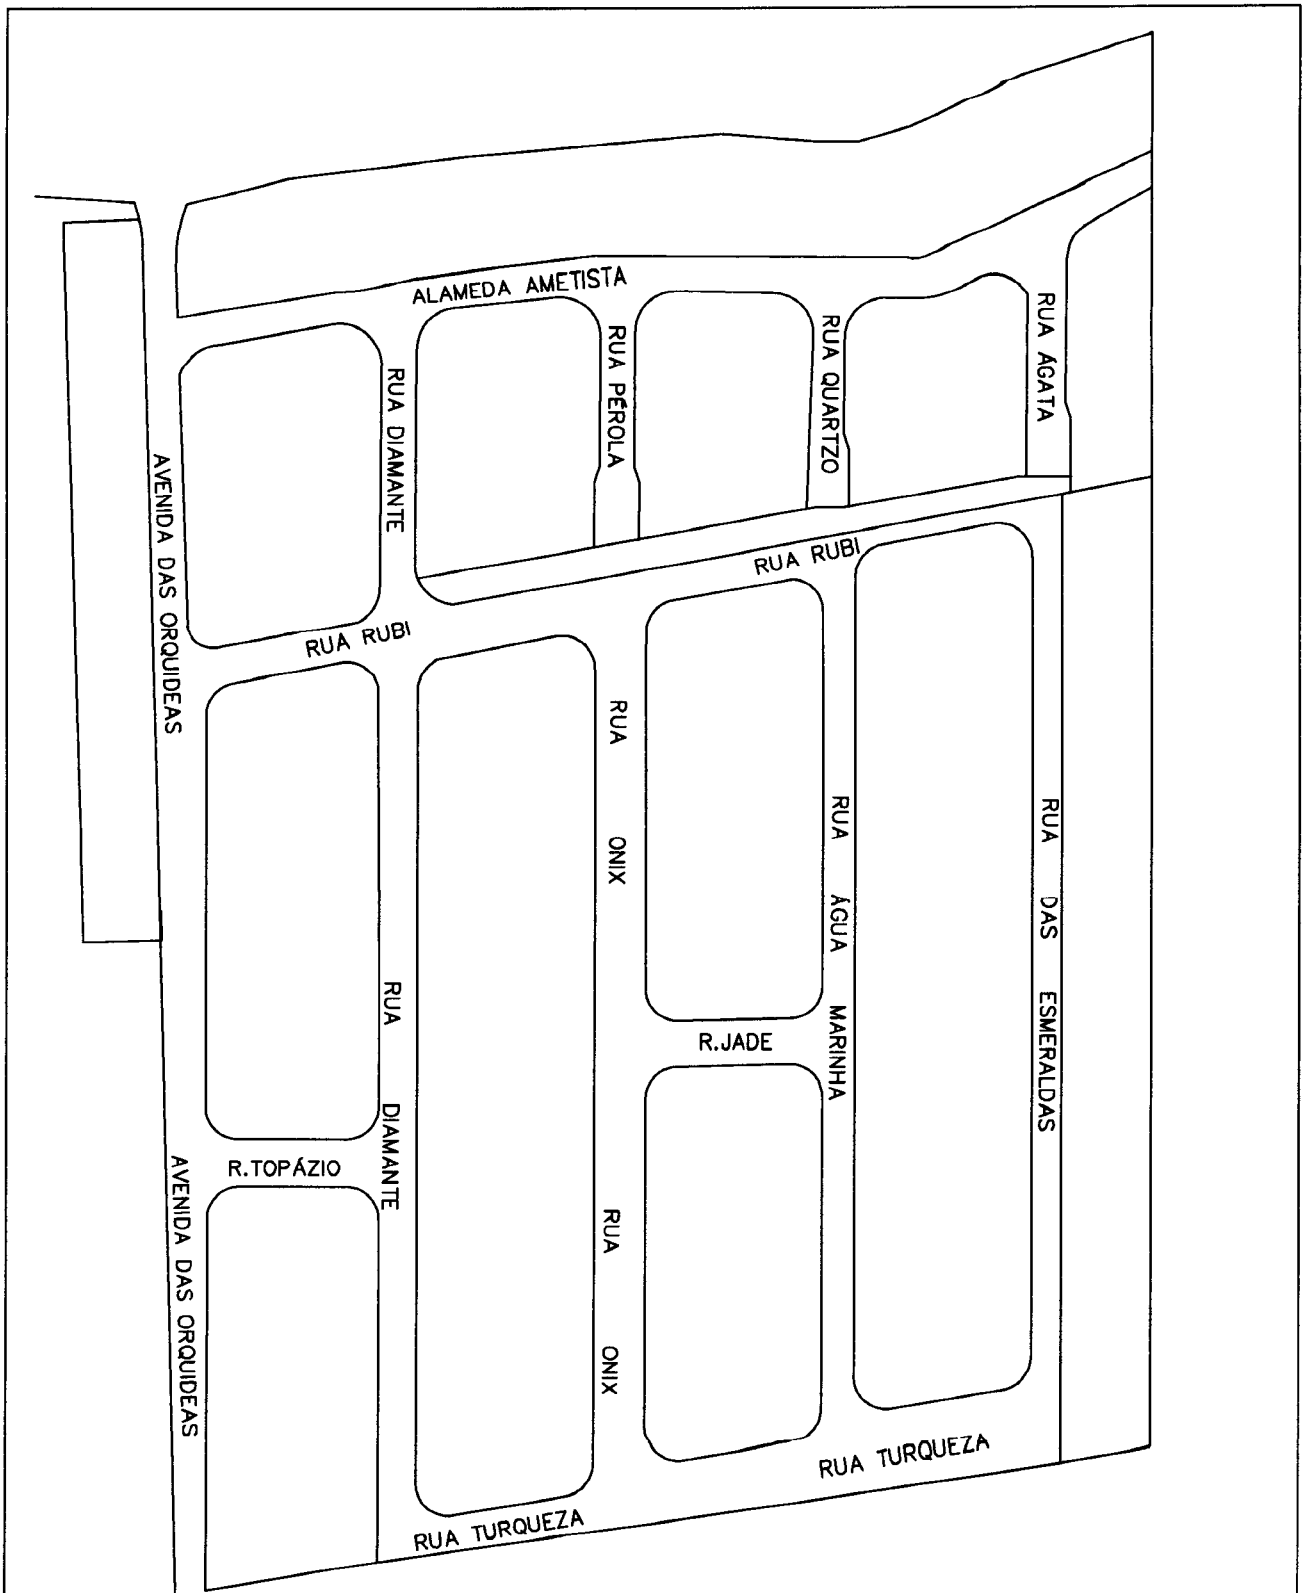 ALAMEDA AMETISTA
RUA DIAMANTE
RUA PÉROLA
RUA QUARTZO
RUA ÁGATA
AVENIDA DAS ORQUIDEAS
RUA RUBI
RUA RUBI
RUA ONIX
RUA ÁGUA MARINHA
RUA DAS ESMERALDAS
RUA DIAMANTE
R.JADE
R.TOPÁZIO
AVENIDA DAS ORQUIDEAS
RUA ONIX
RUA TURQUEZA
RUA TURQUEZA